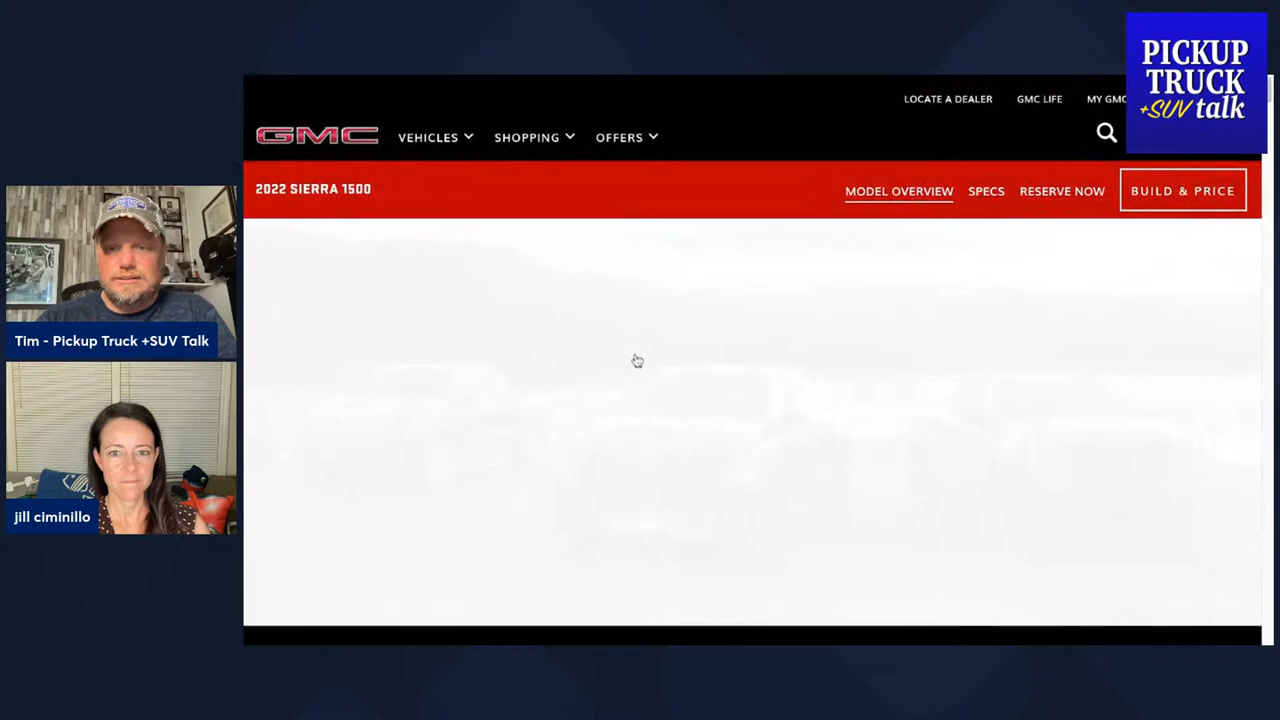 PICKUP
TRUCK
+SUV talk
LOCATE A DEALER GMC LIFE MY GMC
GMC VEHICLES SHOPPING OFFERS
2022 SIERRA 1500 MODEL OVERVIEW SPECS RESERVE NOW BUILD & PRICE
Tim - Pickup Truck +SUV Talk
jill ciminillo